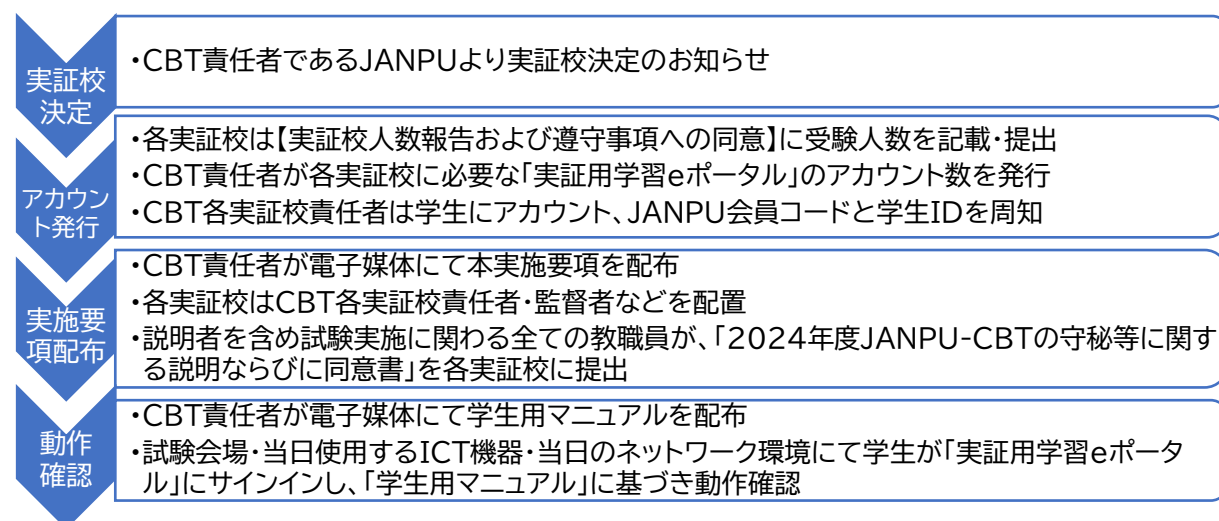 実証校
決定
・CBT責任者であるJANPUより実証校決定のお知らせ
アカウン
ト発行
・各実証校は【実証校人数報告および遵守事項への同意】に受験人数を記載・提出
・CBT責任者が各実証校に必要な「実証用学習eポータル」のアカウント数を発行
・CBT各実証校責任者は学生にアカウント、JANPU会員コードと学生IDを周知
実施要
項配布
・CBT責任者が電子媒体にて本実施要項を配布
・各実証校はCBT各実証校責任者・監督者などを配置
・説明者を含め試験実施に関わる全ての教職員が、「2024年度JANPU-CBTの守秘等に関す
る説明ならびに同意書」を各実証校に提出
動作
確認
・CBT責任者が電子媒体にて学生用マニュアルを配布
・試験会場・当日使用するICT機器・当日のネットワーク環境にて学生が「実証用学習eポータ
ル」にサインインし、「学生用マニュアル」に基づき動作確認